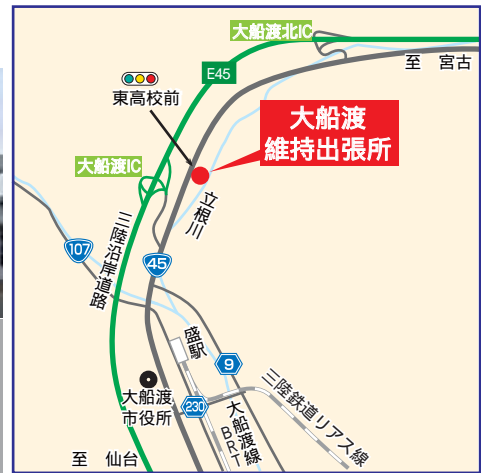 大船渡北IC
至 宮古
E45
東高校前
大船渡
維持出張所
大船渡IC
立根川
三陸沿岸道路
107
45
盛駅
9
大船渡
市役所
230
三陸鉄道リアス線
大船渡線
BRT
至 仙台